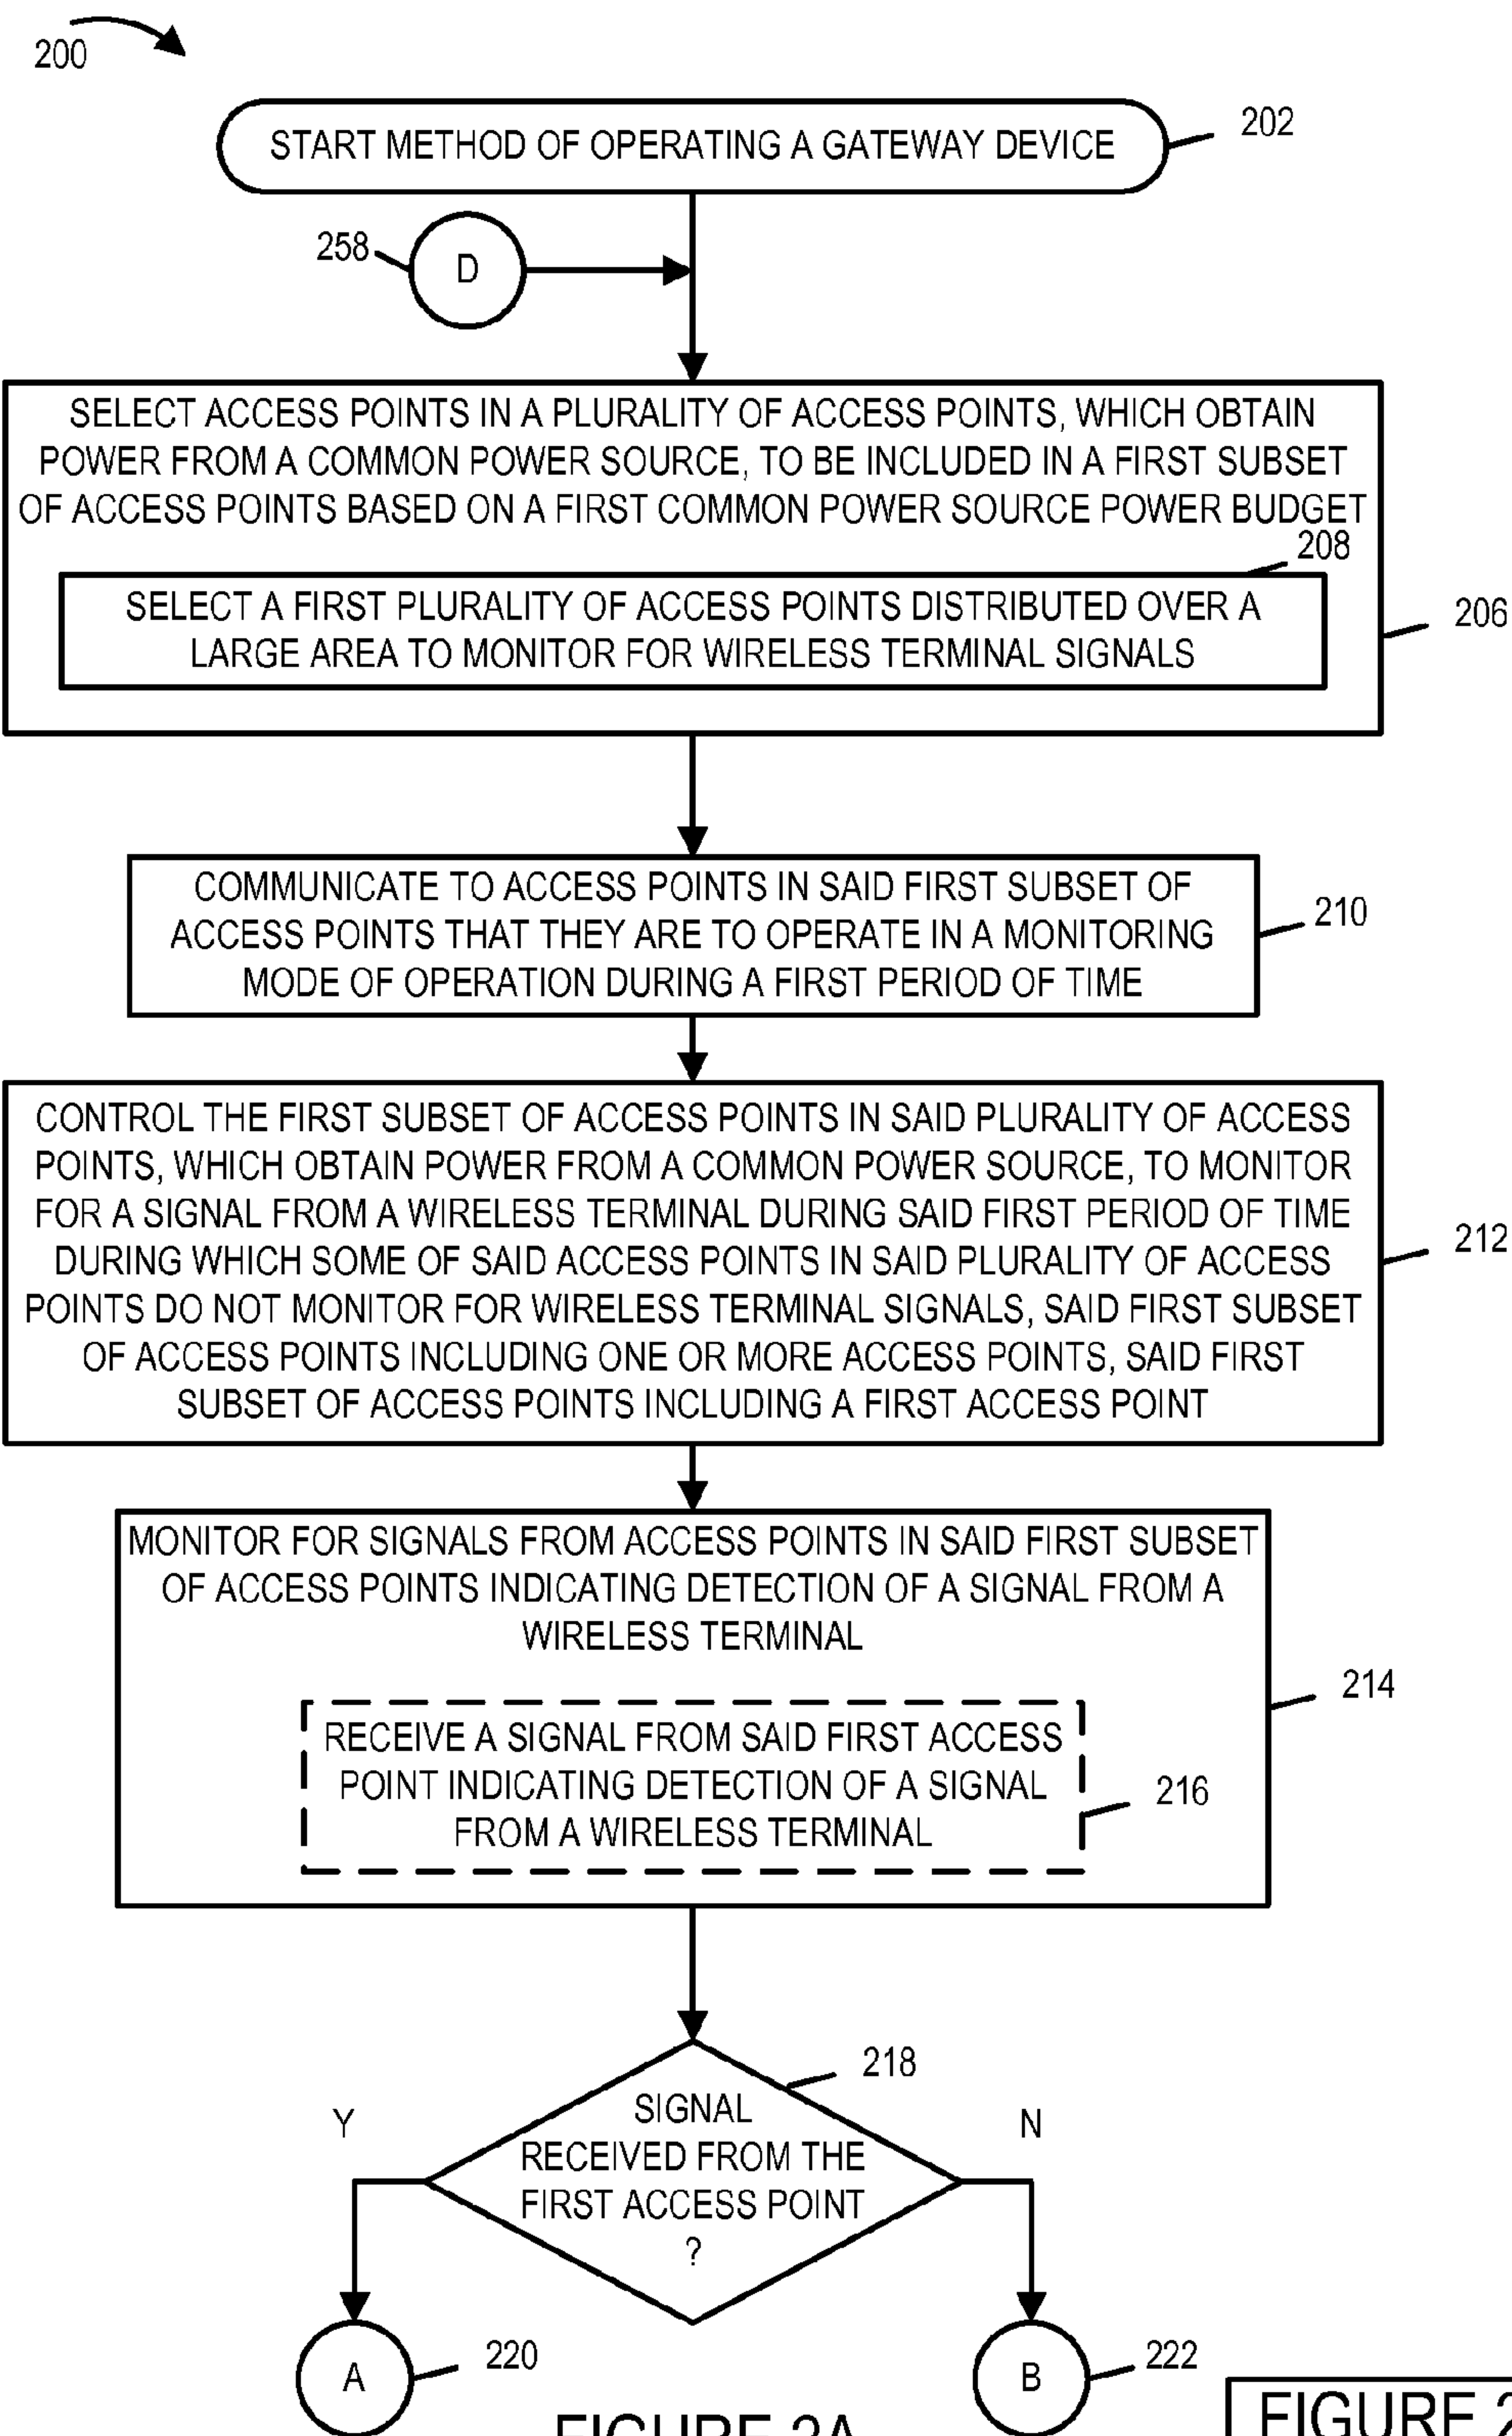 200
START METHOD OF OPERATING A GATEWAY DEVICE
202
258
D
SELECT ACCESS POINTS IN A PLURALITY OF ACCESS POINTS, WHICH OBTAIN
POWER FROM A COMMON POWER SOURCE, TO BE INCLUDED IN A FIRST SUBSET
OF ACCESS POINTS BASED ON A FIRST COMMON POWER SOURCE POWER BUDGET
208
SELECT A FIRST PLURALITY OF ACCESS POINTS DISTRIBUTED OVER A
LARGE AREA TO MONITOR FOR WIRELESS TERMINAL SIGNALS
206
COMMUNICATE TO ACCESS POINTS IN SAID FIRST SUBSET OF
ACCESS POINTS THAT THEY ARE TO OPERATE IN A MONITORING
MODE OF OPERATION DURING A FIRST PERIOD OF TIME
210
CONTROL THE FIRST SUBSET OF ACCESS POINTS IN SAID PLURALITY OF ACCESS
POINTS, WHICH OBTAIN POWER FROM A COMMON POWER SOURCE, TO MONITOR
FOR A SIGNAL FROM A WIRELESS TERMINAL DURING SAID FIRST PERIOD OF TIME
DURING WHICH SOME OF SAID ACCESS POINTS IN SAID PLURALITY OF ACCESS
POINTS DO NOT MONITOR FOR WIRELESS TERMINAL SIGNALS, SAID FIRST SUBSET
OF ACCESS POINTS INCLUDING ONE OR MORE ACCESS POINTS, SAID FIRST
SUBSET OF ACCESS POINTS INCLUDING A FIRST ACCESS POINT
212
MONITOR FOR SIGNALS FROM ACCESS POINTS IN SAID FIRST SUBSET
OF ACCESS POINTS INDICATING DETECTION OF A SIGNAL FROM A
WIRELESS TERMINAL
214
RECEIVE A SIGNAL FROM SAID FIRST ACCESS
POINT INDICATING DETECTION OF A SIGNAL
FROM A WIRELESS TERMINAL
216
218
SIGNAL
RECEIVED FROM THE
FIRST ACCESS POINT
?
Y
N
A
220
B
222
FIGURE 2A
FIGURE 2